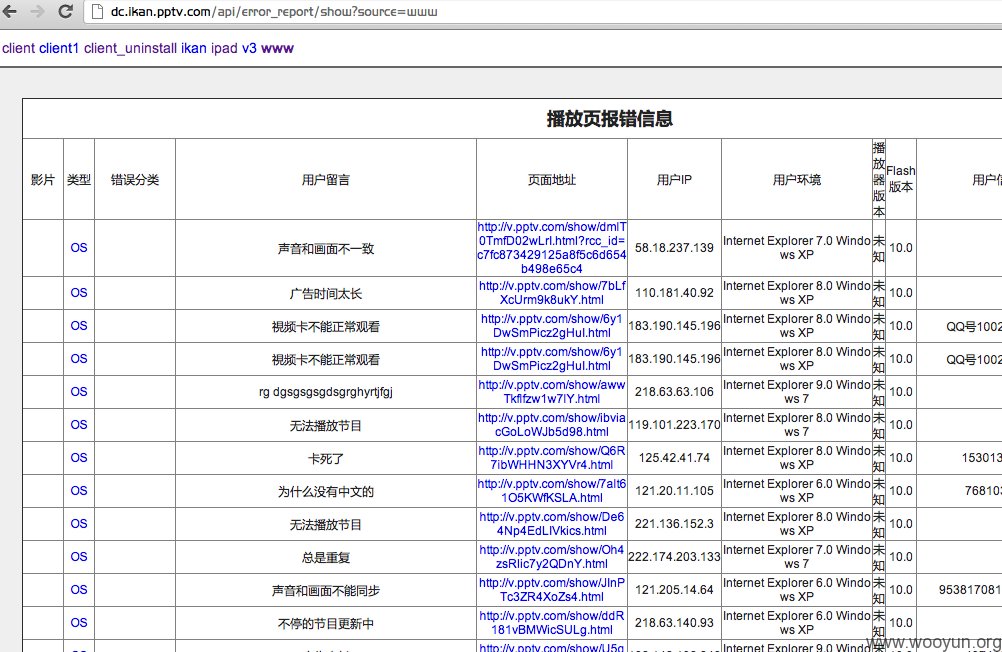 dc.ikan.pptv.com/api/error_report/show?source=www
client client1 client_uninstall ikan ipad v3 www
播放页报错信息
影片 类型 错误分类 用户留言 页面地址 用户IP 用户环境 播放器版本 Flash版本
OS 声音和画面不一致 http://v.pptv.com/show/dmIT0TmfD02wLrI.html?rcc_id=c7fc873429125a8f5c6d654b498e65c4 58.18.237.139 Internet Explorer 7.0 Windows XP 未知 10.0
OS 广告时间太长 http://v.pptv.com/show/7bLfXcUrm9k8ukY.html 110.181.40.92 Internet Explorer 8.0 Windows XP 未知 10.0
OS 视频卡不能正常观看 http://v.pptv.com/show/6y1DwSmPicz2gHuI.html 183.190.145.196 Internet Explorer 8.0 Windows XP 未知 10.0 QQ号1002
OS 视频卡不能正常观看 http://v.pptv.com/show/6y1DwSmPicz2gHuI.html 183.190.145.196 Internet Explorer 8.0 Windows XP 未知 10.0 QQ号1002
OS rg dgsgsgsgdsgrghyrtjfgj http://v.pptv.com/show/awwTkflfzw1w7lY.html 218.63.63.106 Internet Explorer 9.0 Windows 7 未知 10.0
OS 无法播放节目 http://v.pptv.com/show/ibviacGoLoWJb5d98.html 119.101.223.170 Internet Explorer 8.0 Windows 7 未知 10.0
OS 卡死了 http://v.pptv.com/show/Q6R7ibWHHN3XYVr4.html 125.42.41.74 Internet Explorer 8.0 Windows XP 未知 10.0 153013
OS 为什么没有中文的 http://v.pptv.com/show/7alt61O5KWfKSLA.html 121.20.11.105 Internet Explorer 6.0 Windows XP 未知 10.0 768103
OS 无法播放节目 http://v.pptv.com/show/De64Np4EdLIVkics.html 221.136.152.3 Internet Explorer 8.0 Windows XP 未知 10.0
OS 总是重复 http://v.pptv.com/show/Oh4zsRlic7y2QDnY.html 222.174.203.133 Internet Explorer 7.0 Windows 7 未知 10.0
OS 声音和画面不能同步 http://v.pptv.com/show/JInPTc3ZR4XoZs4.html 121.205.14.64 Internet Explorer 6.0 Windows XP 未知 10.0 953817081
OS 不停的节目更新中 http://v.pptv.com/show/ddR181vBMWicSULg.html 218.63.140.93 Internet Explorer 6.0 Windows XP 未知 10.0
www.wooyun.org